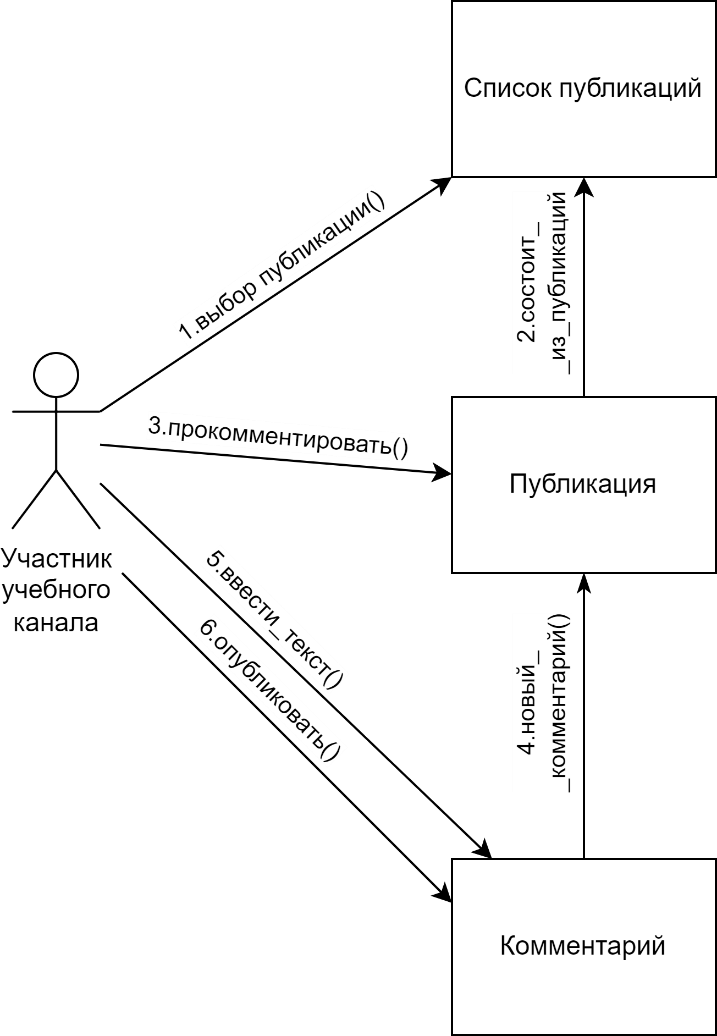 Список публикаций
1.выбор публикации()
2.состоит_
_из_публикаций
3.прокомментировать()
Публикация
Участник
учебного
канала
5.ввести_текст()
6.опубликовать()
4.новый_
_комментарий()
Комментарий